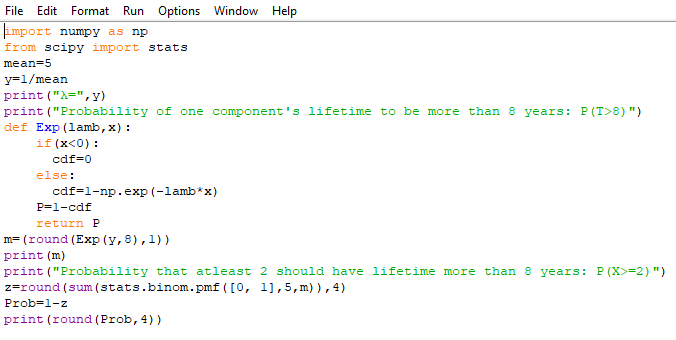 File Edit Format Run Options Window Help
import numpy as np
from scipy import stats
mean=5
y=1/mean
print("λ=",y)
print("Probability of one component's lifetime to be more than 8 years: P(T>8)")
def Exp(lamb,x):
    if(x<0):
      cdf=0
    else:
      cdf=1-np.exp(-lamb*x)
    P=1-cdf
    return P
m=(round(Exp(y,8),1))
print(m)
print("Probability that atleast 2 should have lifetime more than 8 years: P(X>=2)")
z=round(sum(stats.binom.pmf([0, 1],5,m)),4)
Prob=1-z
print(round(Prob,4))